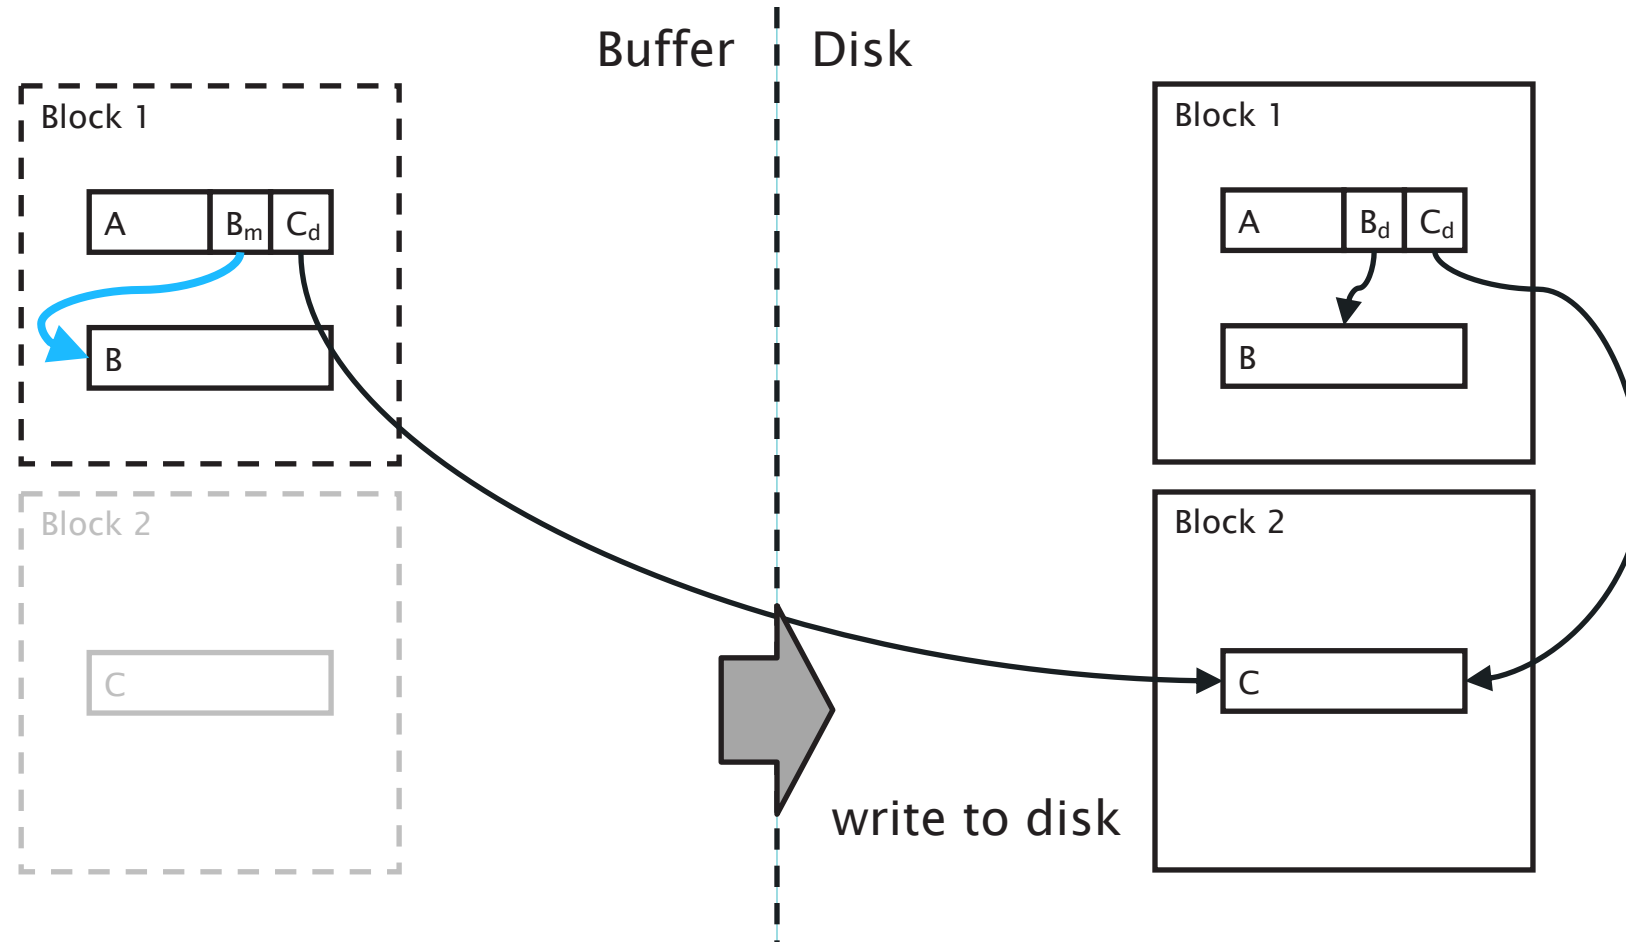 Buffer
Disk
Block 1
A
Bm
Cd
B
Block 2
C
Block 1
A
Bd
Cd
B
Block 2
C
write to disk